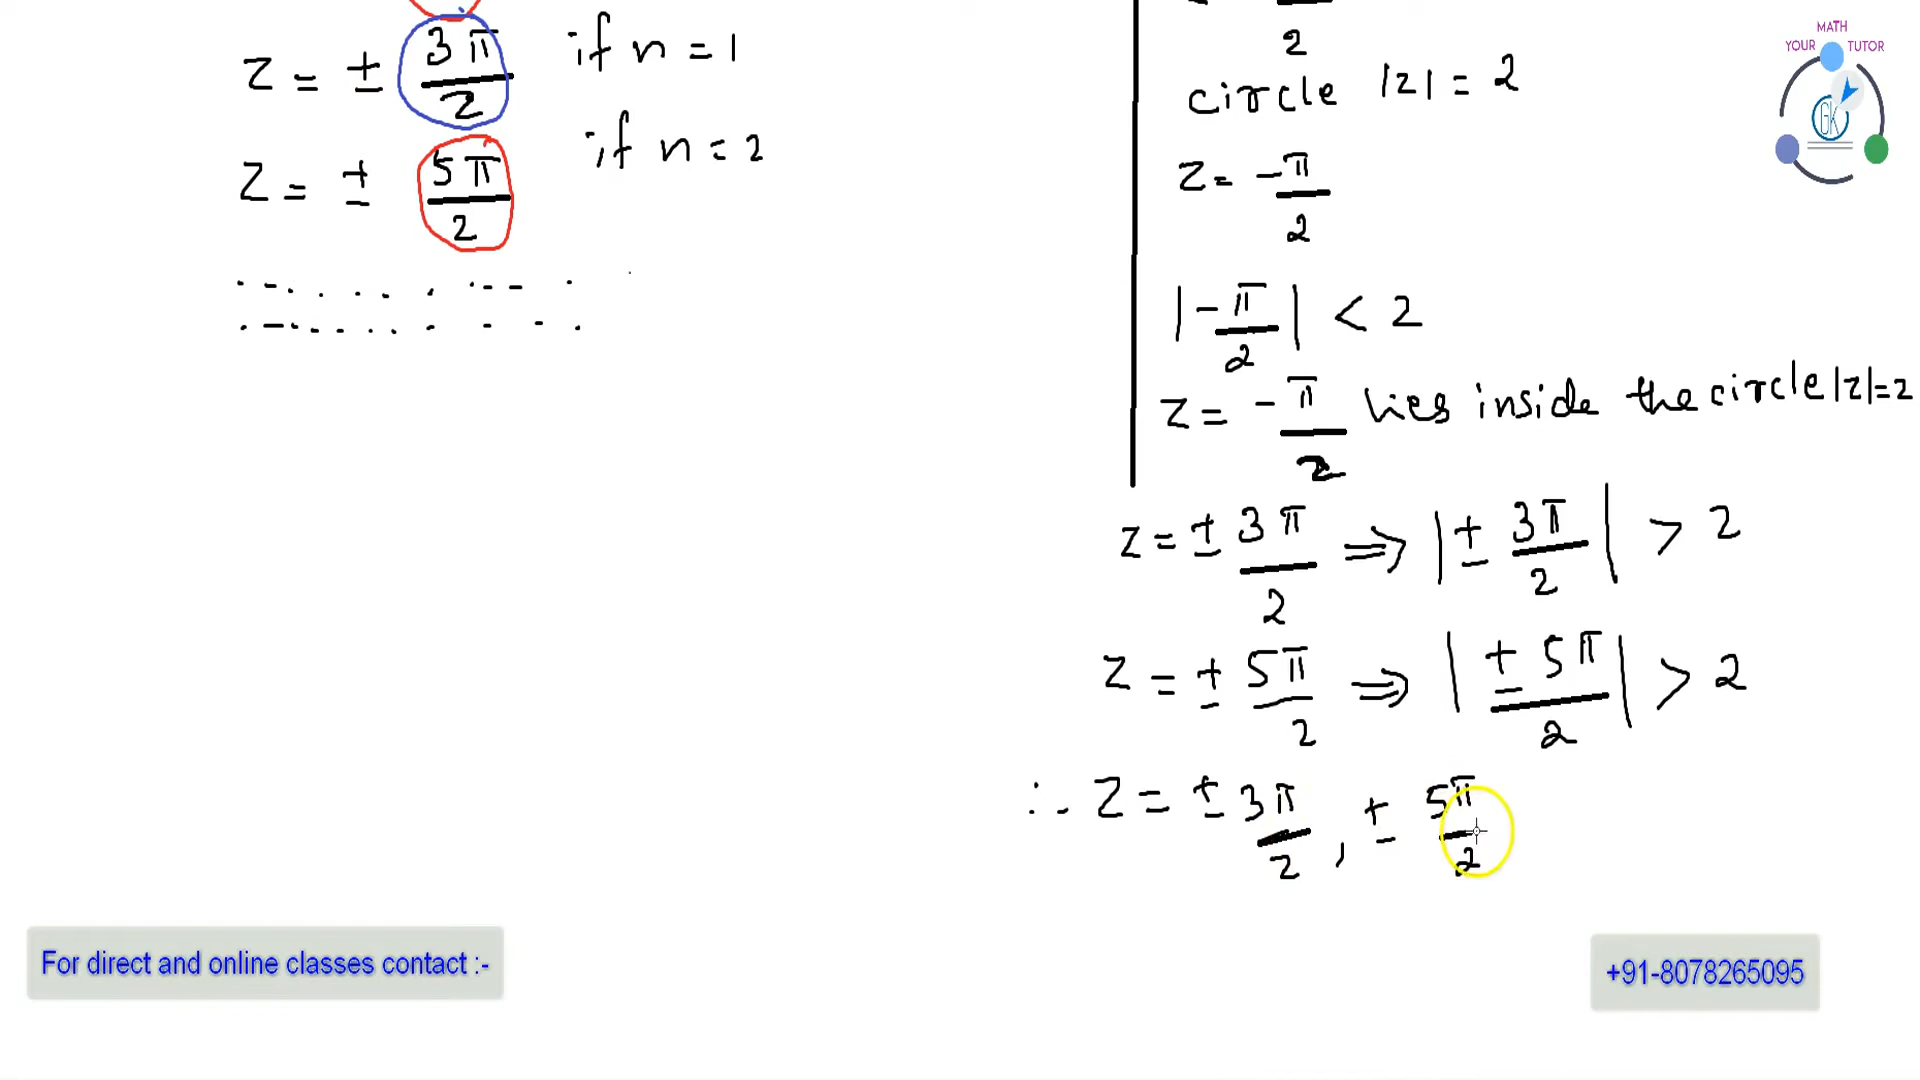 z = ± 3π/2 if n = 1
z = ± 5π/2 if n = 2
2
circle |z| = 2
z = -π/2
|-π/2| < 2
z = -π/2 lies inside the circle |z|=2
z = ± 3π/2 ⇒ |± 3π/2| > 2
z = ± 5π/2 ⇒ |± 5π/2| > 2
∴ z = ± 3π/2, ± 5π/2
MATH
YOUR TUTOR
GK
For direct and online classes contact :-
+91-8078265095